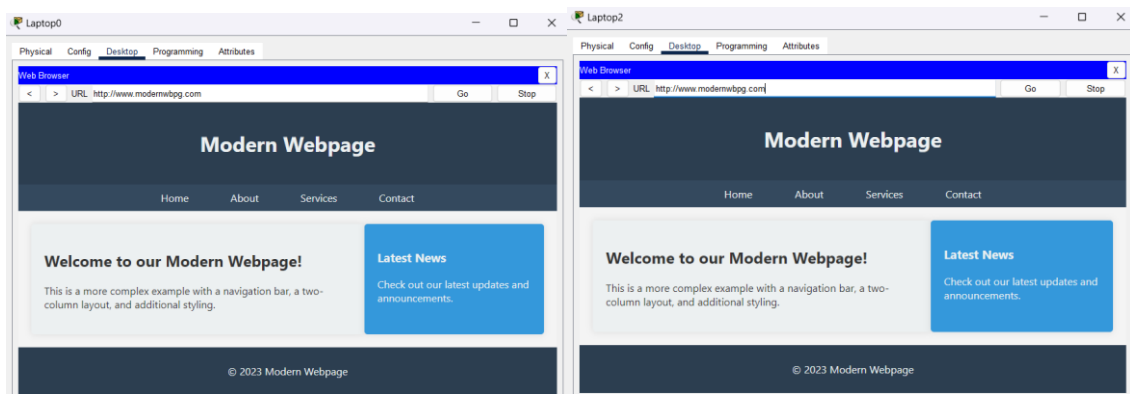 Laptop0
Physical Config Desktop Programming Attributes
Web Browser X
< > URL http://www.modernwbpg.com Go Stop
Modern Webpage
Home About Services Contact
Welcome to our Modern Webpage!
This is a more complex example with a navigation bar, a two-
column layout, and additional styling.
Latest News
Check out our latest updates and
announcements.
© 2023 Modern Webpage
Laptop2
Physical Config Desktop Programming Attributes
Web Browser X
< > URL http://www.modernwbpg.com Go Stop
Modern Webpage
Home About Services Contact
Welcome to our Modern Webpage!
This is a more complex example with a navigation bar, a two-
column layout, and additional styling.
Latest News
Check out our latest updates and
announcements.
© 2023 Modern Webpage